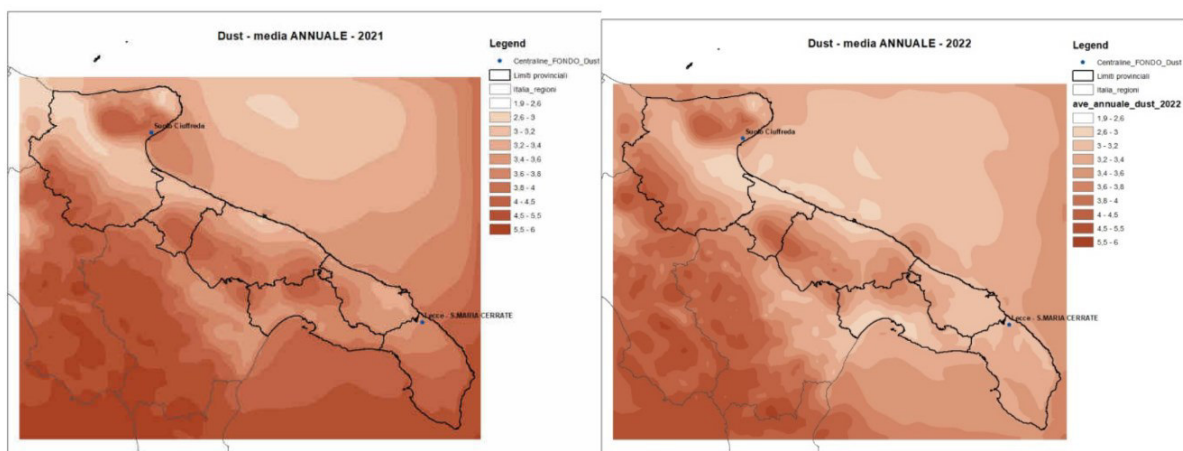 Dust - media ANNUALE - 2021
Legend
Centraline_FONDO_Dust
Limiti provinciali
Italia_regioni
1,9 - 2,6
2,6 - 3
3 - 3,2
3,2 - 3,4
3,4 - 3,6
3,6 - 3,8
3,8 - 4
4 - 4,5
4,5 - 5,5
5,5 - 6
Suolo Ciuffreda
Lecce - S.MARIA CERRATE
Dust - media ANNUALE - 2022
Legend
Centraline_FONDO_Dust
Limiti provinciali
Italia_regioni
ave_annuale_dust_2022
1,9 - 2,6
2,6 - 3
3 - 3,2
3,2 - 3,4
3,4 - 3,6
3,6 - 3,8
3,8 - 4
4 - 4,5
4,5 - 5,5
5,5 - 6
Suolo Ciuffreda
Lecce - S.MARIA CERRATE